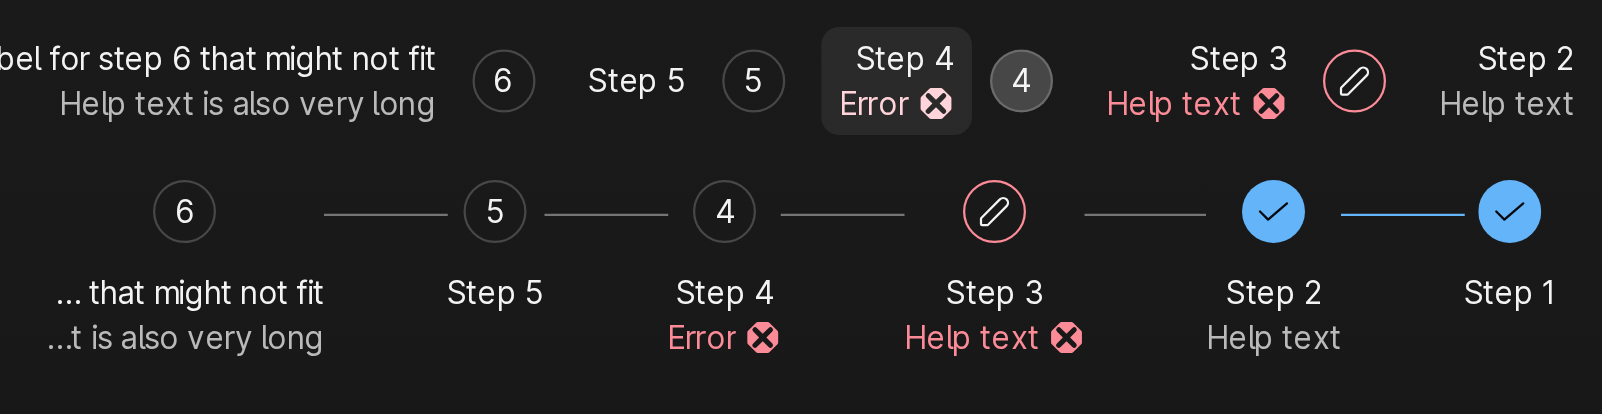 bel for step 6 that might not fit
Help text is also very long
6
Step 5
5
Step 4
Error
4
Step 3
Help text
Step 2
Help text
6
5
4
... that might not fit
...t is also very long
Step 5
Step 4
Error
Step 3
Help text
Step 2
Help text
Step 1